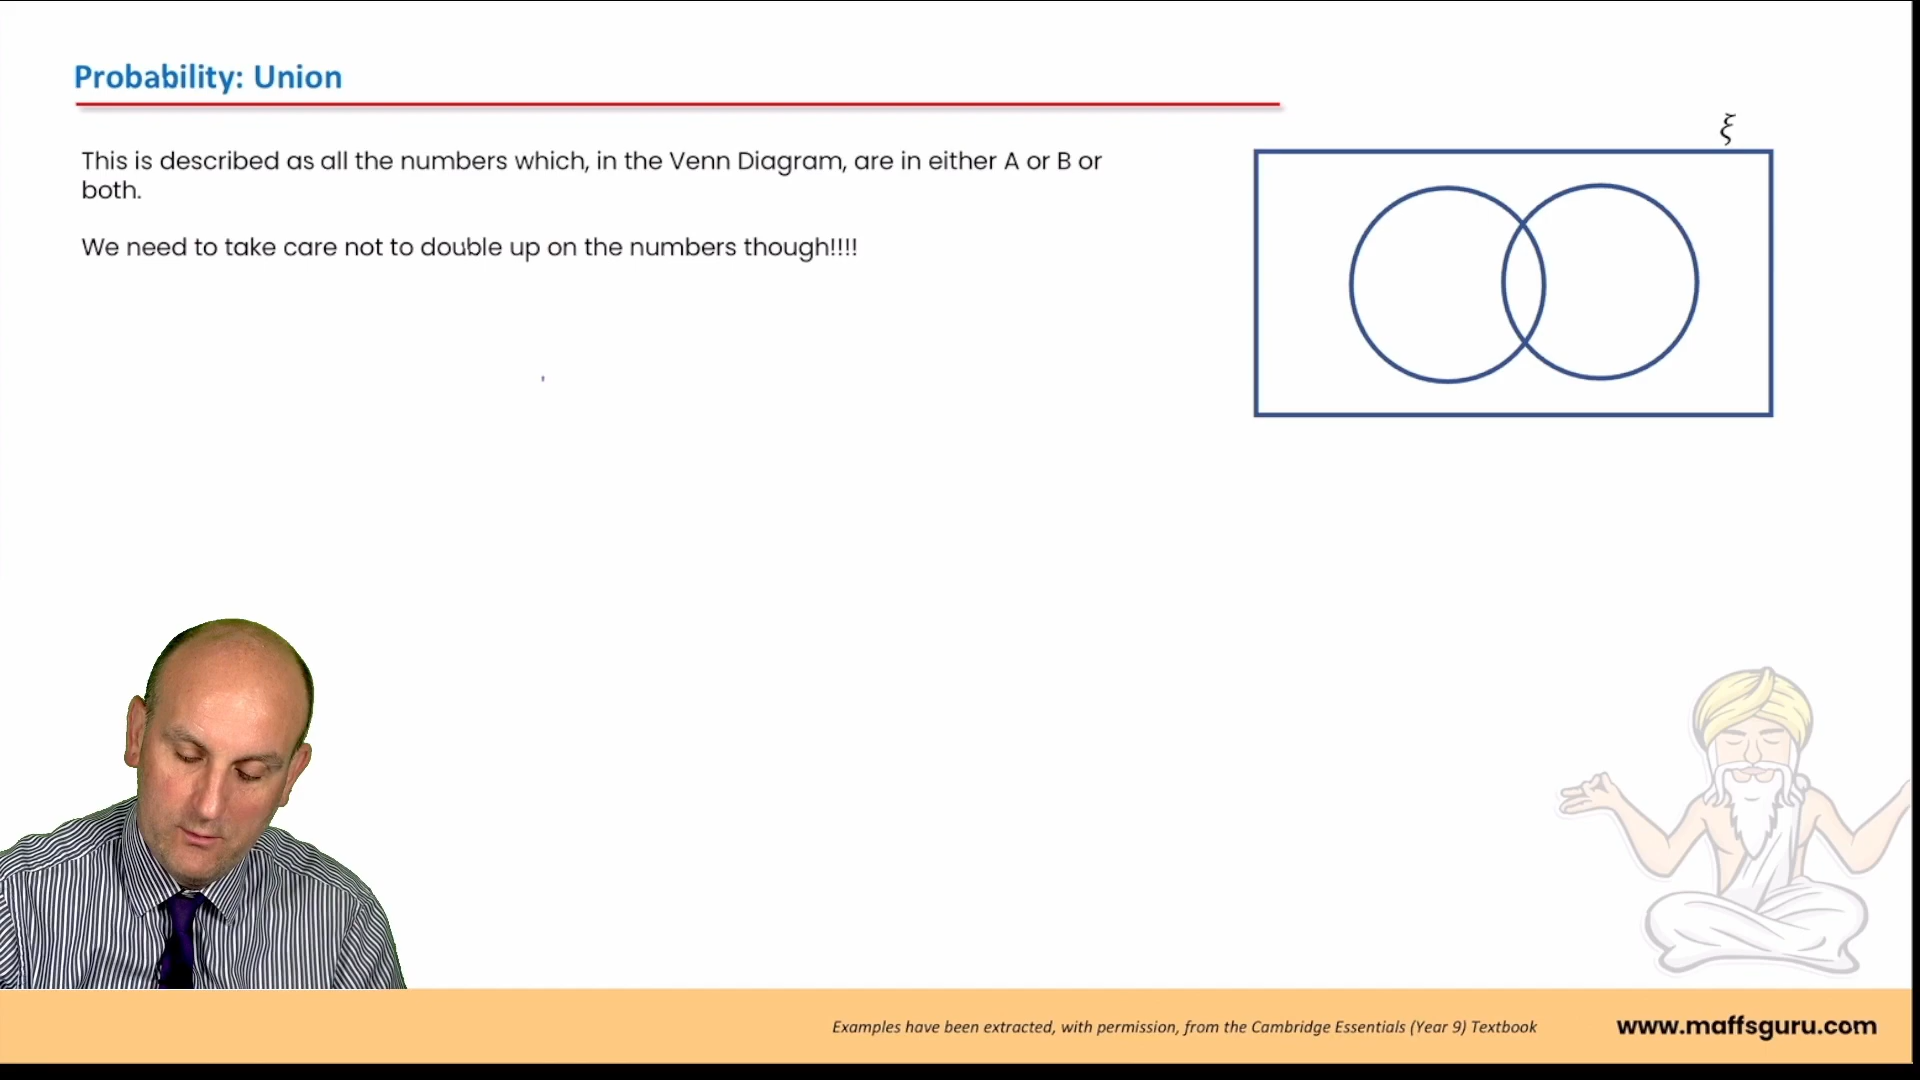 Probability: Union
ξ
This is described as all the numbers which, in the Venn Diagram, are in either A or B or
both.
We need to take care not to double up on the numbers though!!!!
Examples have been extracted, with permission, from the Cambridge Essentials (Year 9) Textbook
www.maffsguru.com